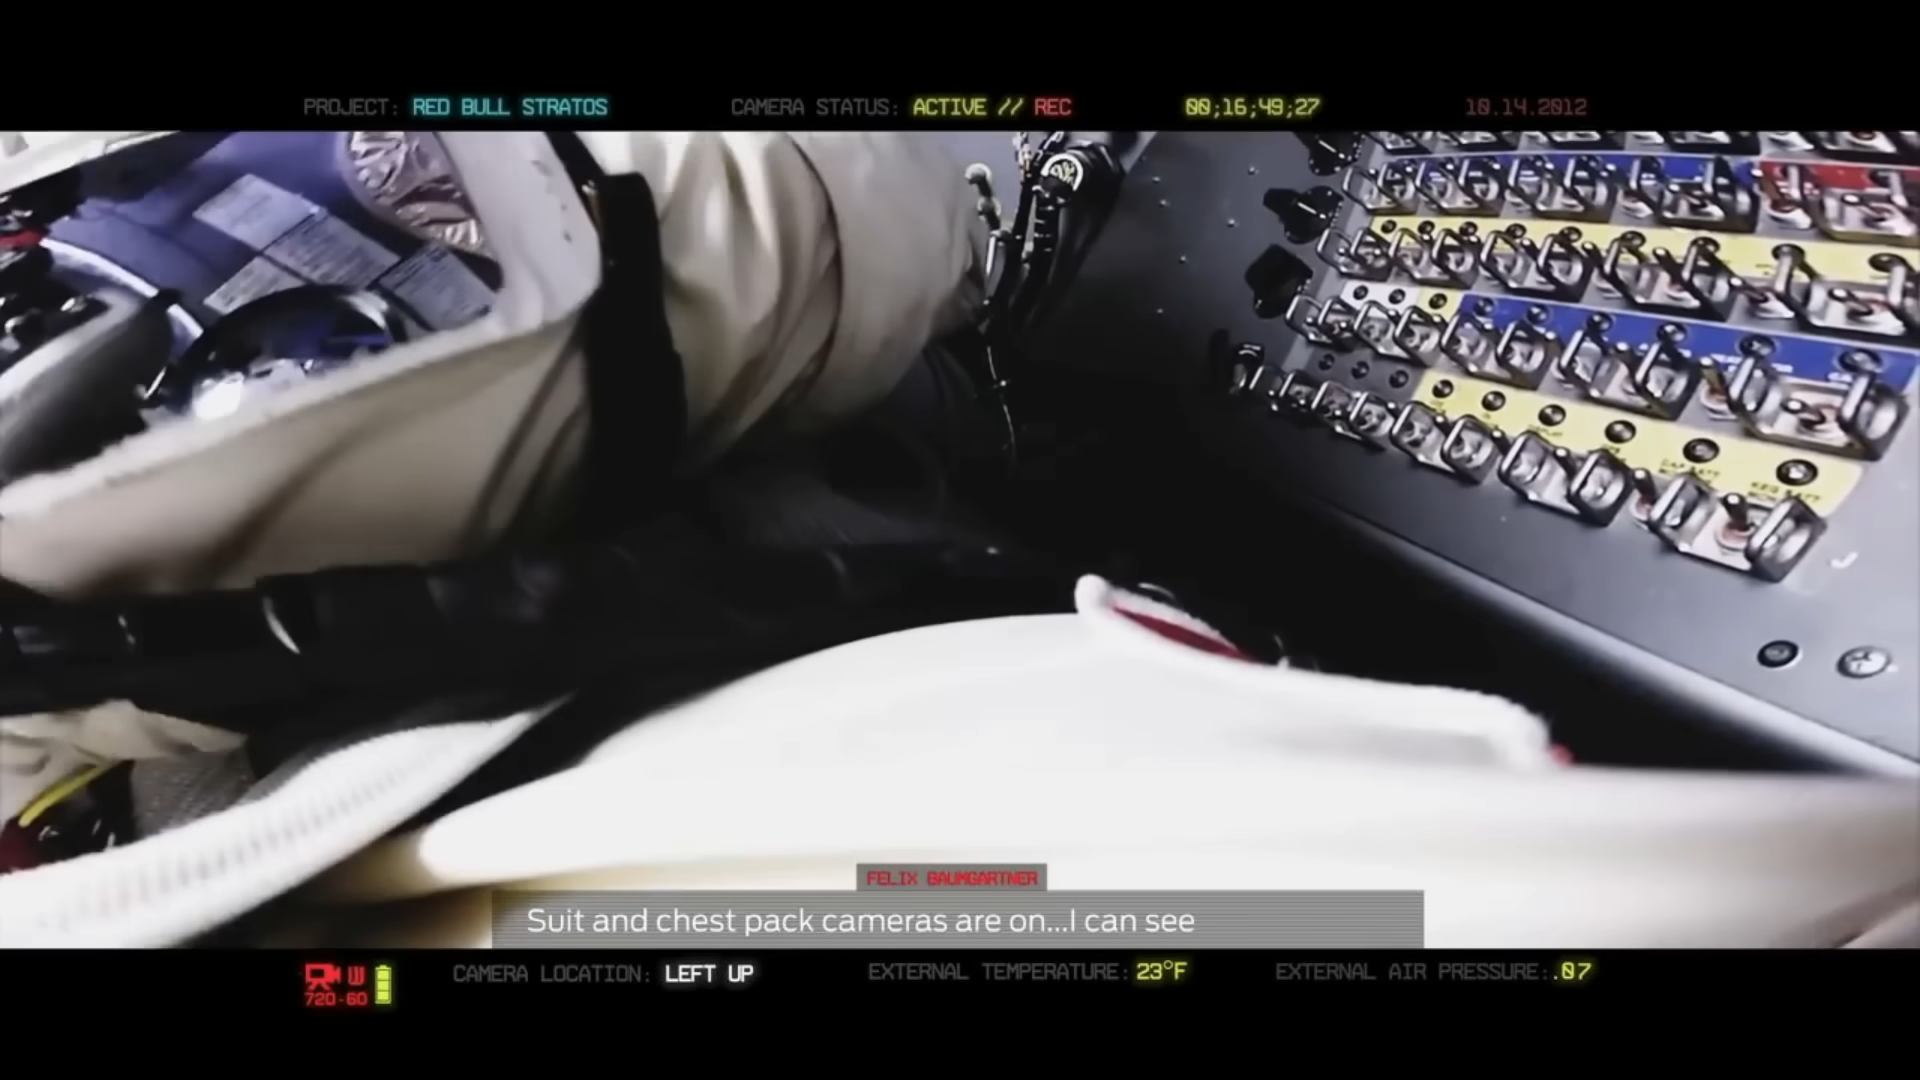 PROJECT: RED BULL STRATOS
CAMERA STATUS: ACTIVE // REC
00;16;49;27
10.14.2012
FELIX BAUMGARTNER
Suit and chest pack cameras are on...I can see
720-60
CAMERA LOCATION: LEFT UP
EXTERNAL TEMPERATURE: 23°F
EXTERNAL AIR PRESSURE: .07